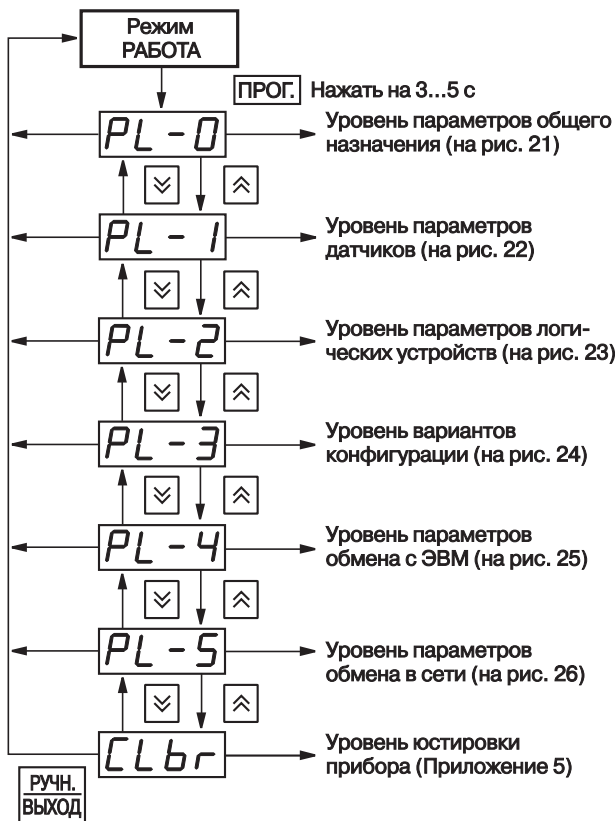 Режим
РАБОТА
ПРОГ. Нажать на 3...5 с
PL-0
Уровень параметров общего
назначения (на рис. 21)
PL-1
Уровень параметров
датчиков (на рис. 22)
PL-2
Уровень параметров логи-
ческих устройств (на рис. 23)
PL-3
Уровень вариантов
конфигурации (на рис. 24)
PL-4
Уровень параметров
обмена с ЭВМ (на рис. 25)
PL-5
Уровень параметров
обмена в сети (на рис. 26)
CLbr
Уровень юстировки
прибора (Приложение 5)
РУЧН.
ВЫХОД